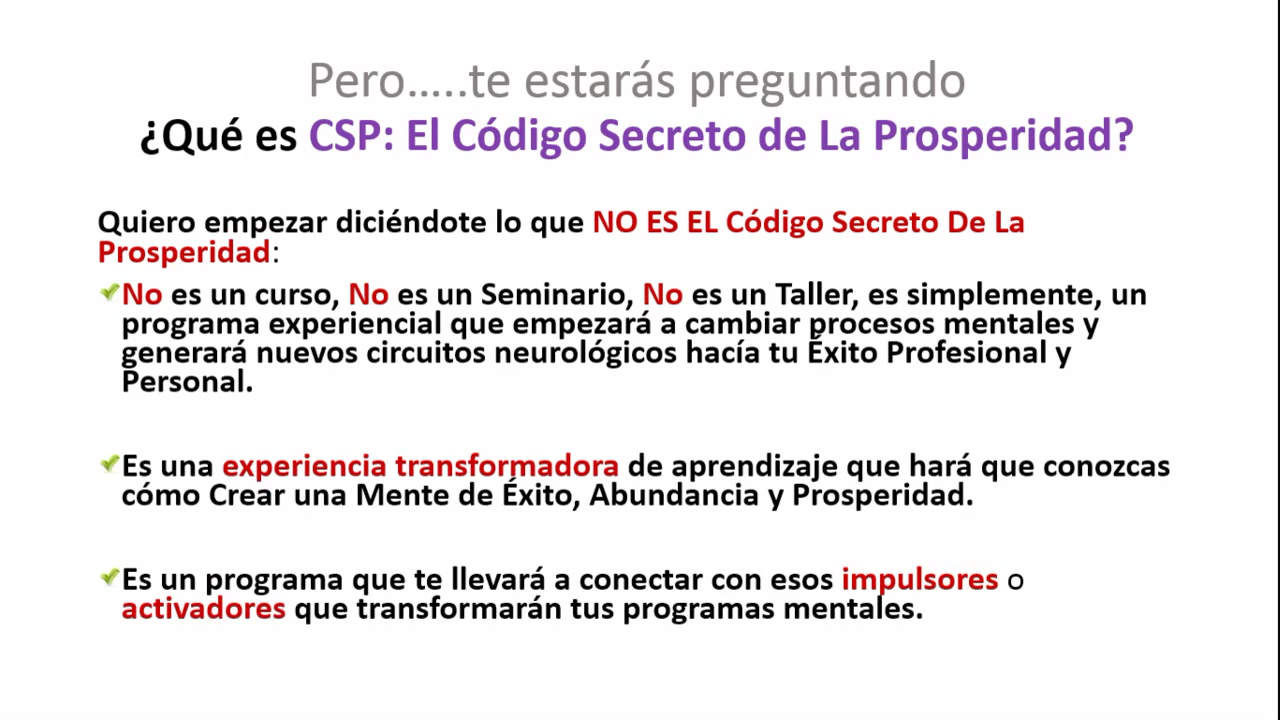 Pero…..te estarás preguntando
¿Qué es CSP: El Código Secreto de La Prosperidad?
Quiero empezar diciéndote lo que NO ES EL Código Secreto De La
Prosperidad:
No es un curso, No es un Seminario, No es un Taller, es simplemente, un
programa experiencial que empezará a cambiar procesos mentales y
generará nuevos circuitos neurológicos hacía tu Éxito Profesional y
Personal.
Es una experiencia transformadora de aprendizaje que hará que conozcas
cómo Crear una Mente de Éxito, Abundancia y Prosperidad.
Es un programa que te llevará a conectar con esos impulsores o
activadores que transformarán tus programas mentales.